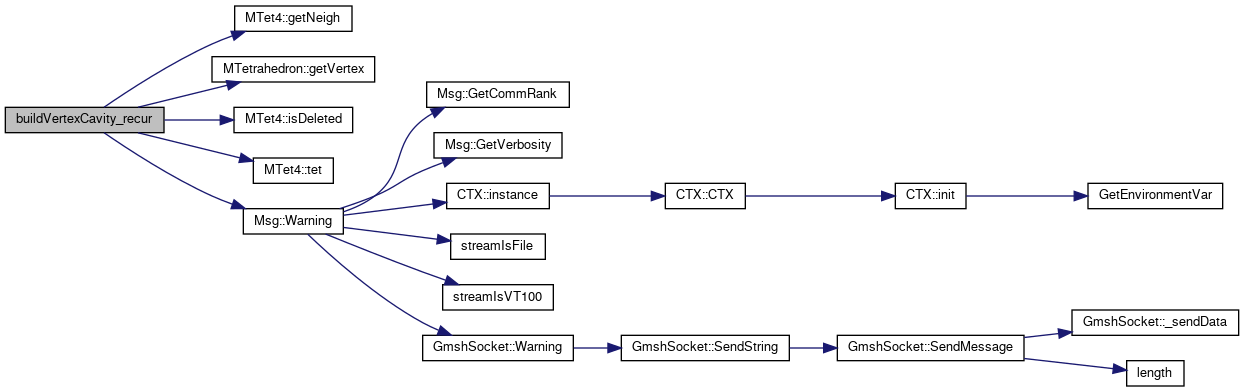 MTet4::getNeigh
MTetrahedron::getVertex
buildVertexCavity_recur
MTet4::isDeleted
MTet4::tet
Msg::Warning
Msg::GetCommRank
Msg::GetVerbosity
CTX::instance
CTX::CTX
CTX::init
GetEnvironmentVar
streamIsFile
streamIsVT100
GmshSocket::Warning
GmshSocket::SendString
GmshSocket::SendMessage
GmshSocket::_sendData
length